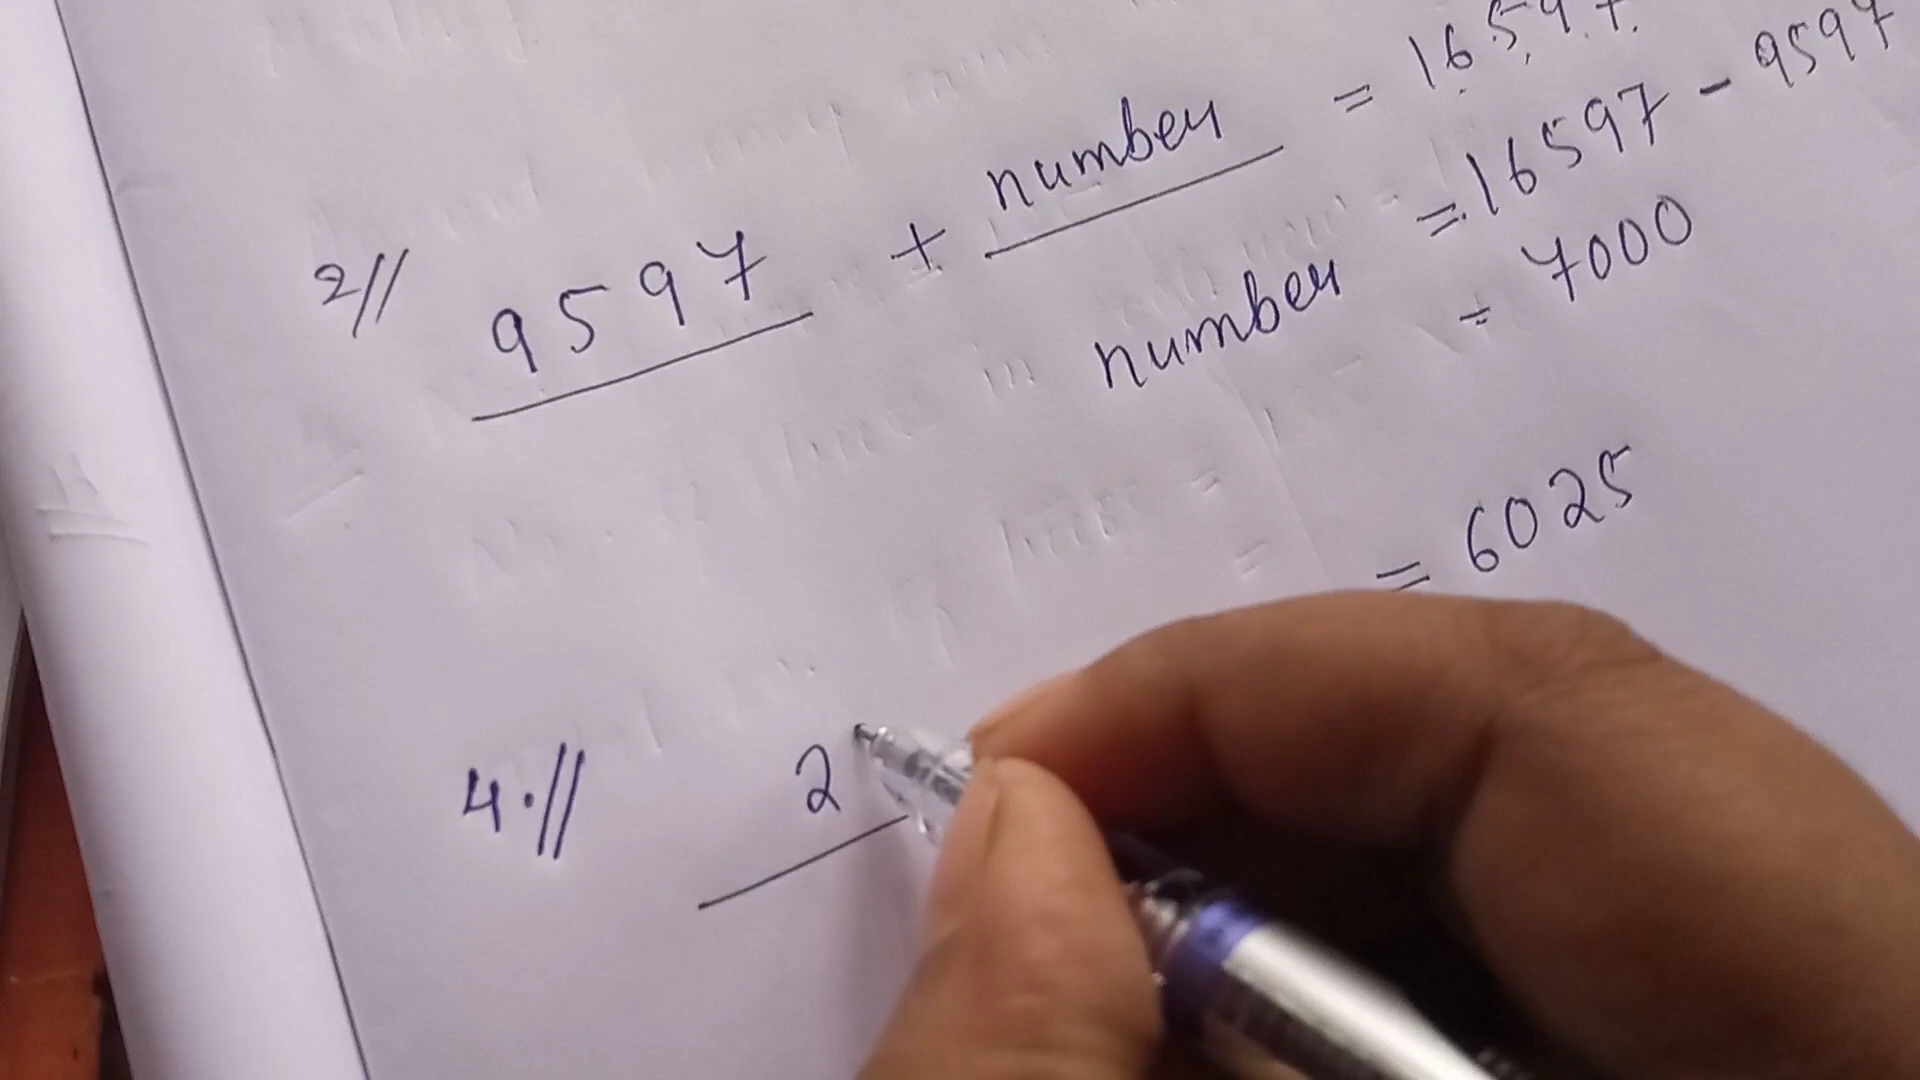 2// 9597 + number = 16597
number = 16597 - 9597
= 7000
= 6025
4.// 2